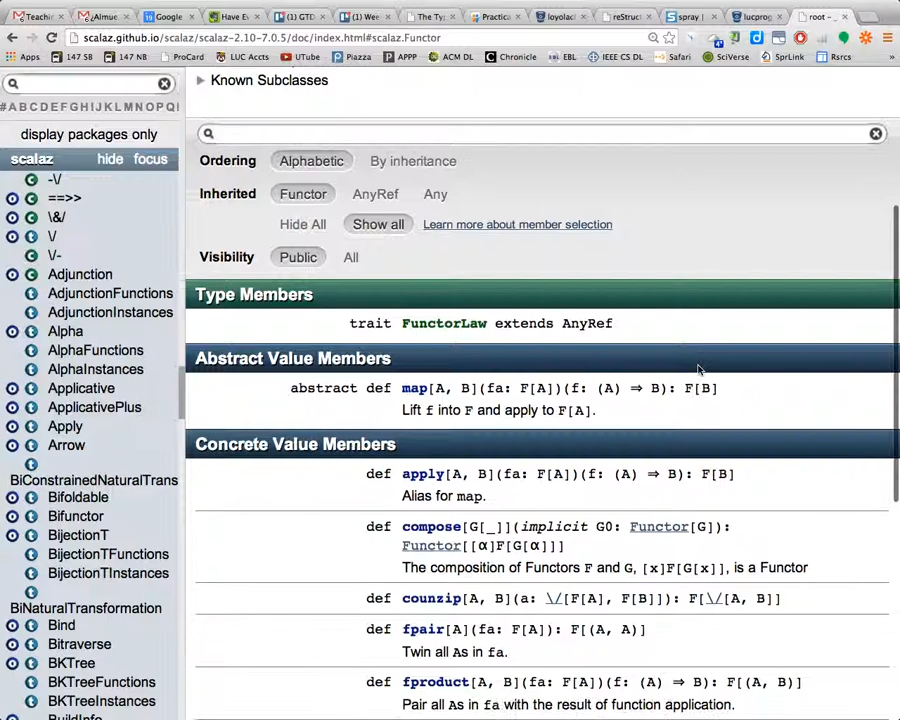 Teachin
@Almue
Google
Have E
(1) GTD
(1) Wee
The Ty
Practica
loyolac
reStruct
spray |
lucprog
root – 
scalaz.github.io/scalaz/scalaz-2.10-7.0.5/doc/index.html#scalaz.Functor
Apps 147 SB 147 NB ProCard LUC Accts UTube Piazza APPP ACM DL Chronicle IEEE CS DL Safari SciVerse SprLink Rsrcs
#ABCDEFGHIJKLMNOPQ
display packages only
scalaz hide focus
-\/
==>>
\&/
\/
\/-
Adjunction
AdjunctionFunctions
AdjunctionInstances
Alpha
AlphaFunctions
AlphaInstances
Applicative
ApplicativePlus
Apply
Arrow
BiConstrainedNaturalTrans
Bifoldable
Bifunctor
BijectionT
BijectionTFunctions
BijectionTInstances
BiNaturalTransformation
Bind
Bitraverse
BKTree
BKTreeFunctions
BKTreeInstances
BuildInfo
Known Subclasses
Ordering Alphabetic By inheritance
Inherited Functor AnyRef Any
Hide All Show all Learn more about member selection
Visibility Public All
Type Members
trait FunctorLaw extends AnyRef
Abstract Value Members
abstract def map[A, B](fa: F[A])(f: (A) ⇒ B): F[B]
Lift f into F and apply to F[A].
Concrete Value Members
def apply[A, B](fa: F[A])(f: (A) ⇒ B): F[B]
Alias for map.
def compose[G[_]](implicit G0: Functor[G]):
Functor[[α]F[G[α]]]
The composition of Functors F and G, [x]F[G[x]], is a Functor
def counzip[A, B](a: \/[F[A], F[B]]): F[\/[A, B]]
def fpair[A](fa: F[A]): F[(A, A)]
Twin all As in fa.
def fproduct[A, B](fa: F[A])(f: (A) ⇒ B): F[(A, B)]
Pair all As in fa with the result of function application.